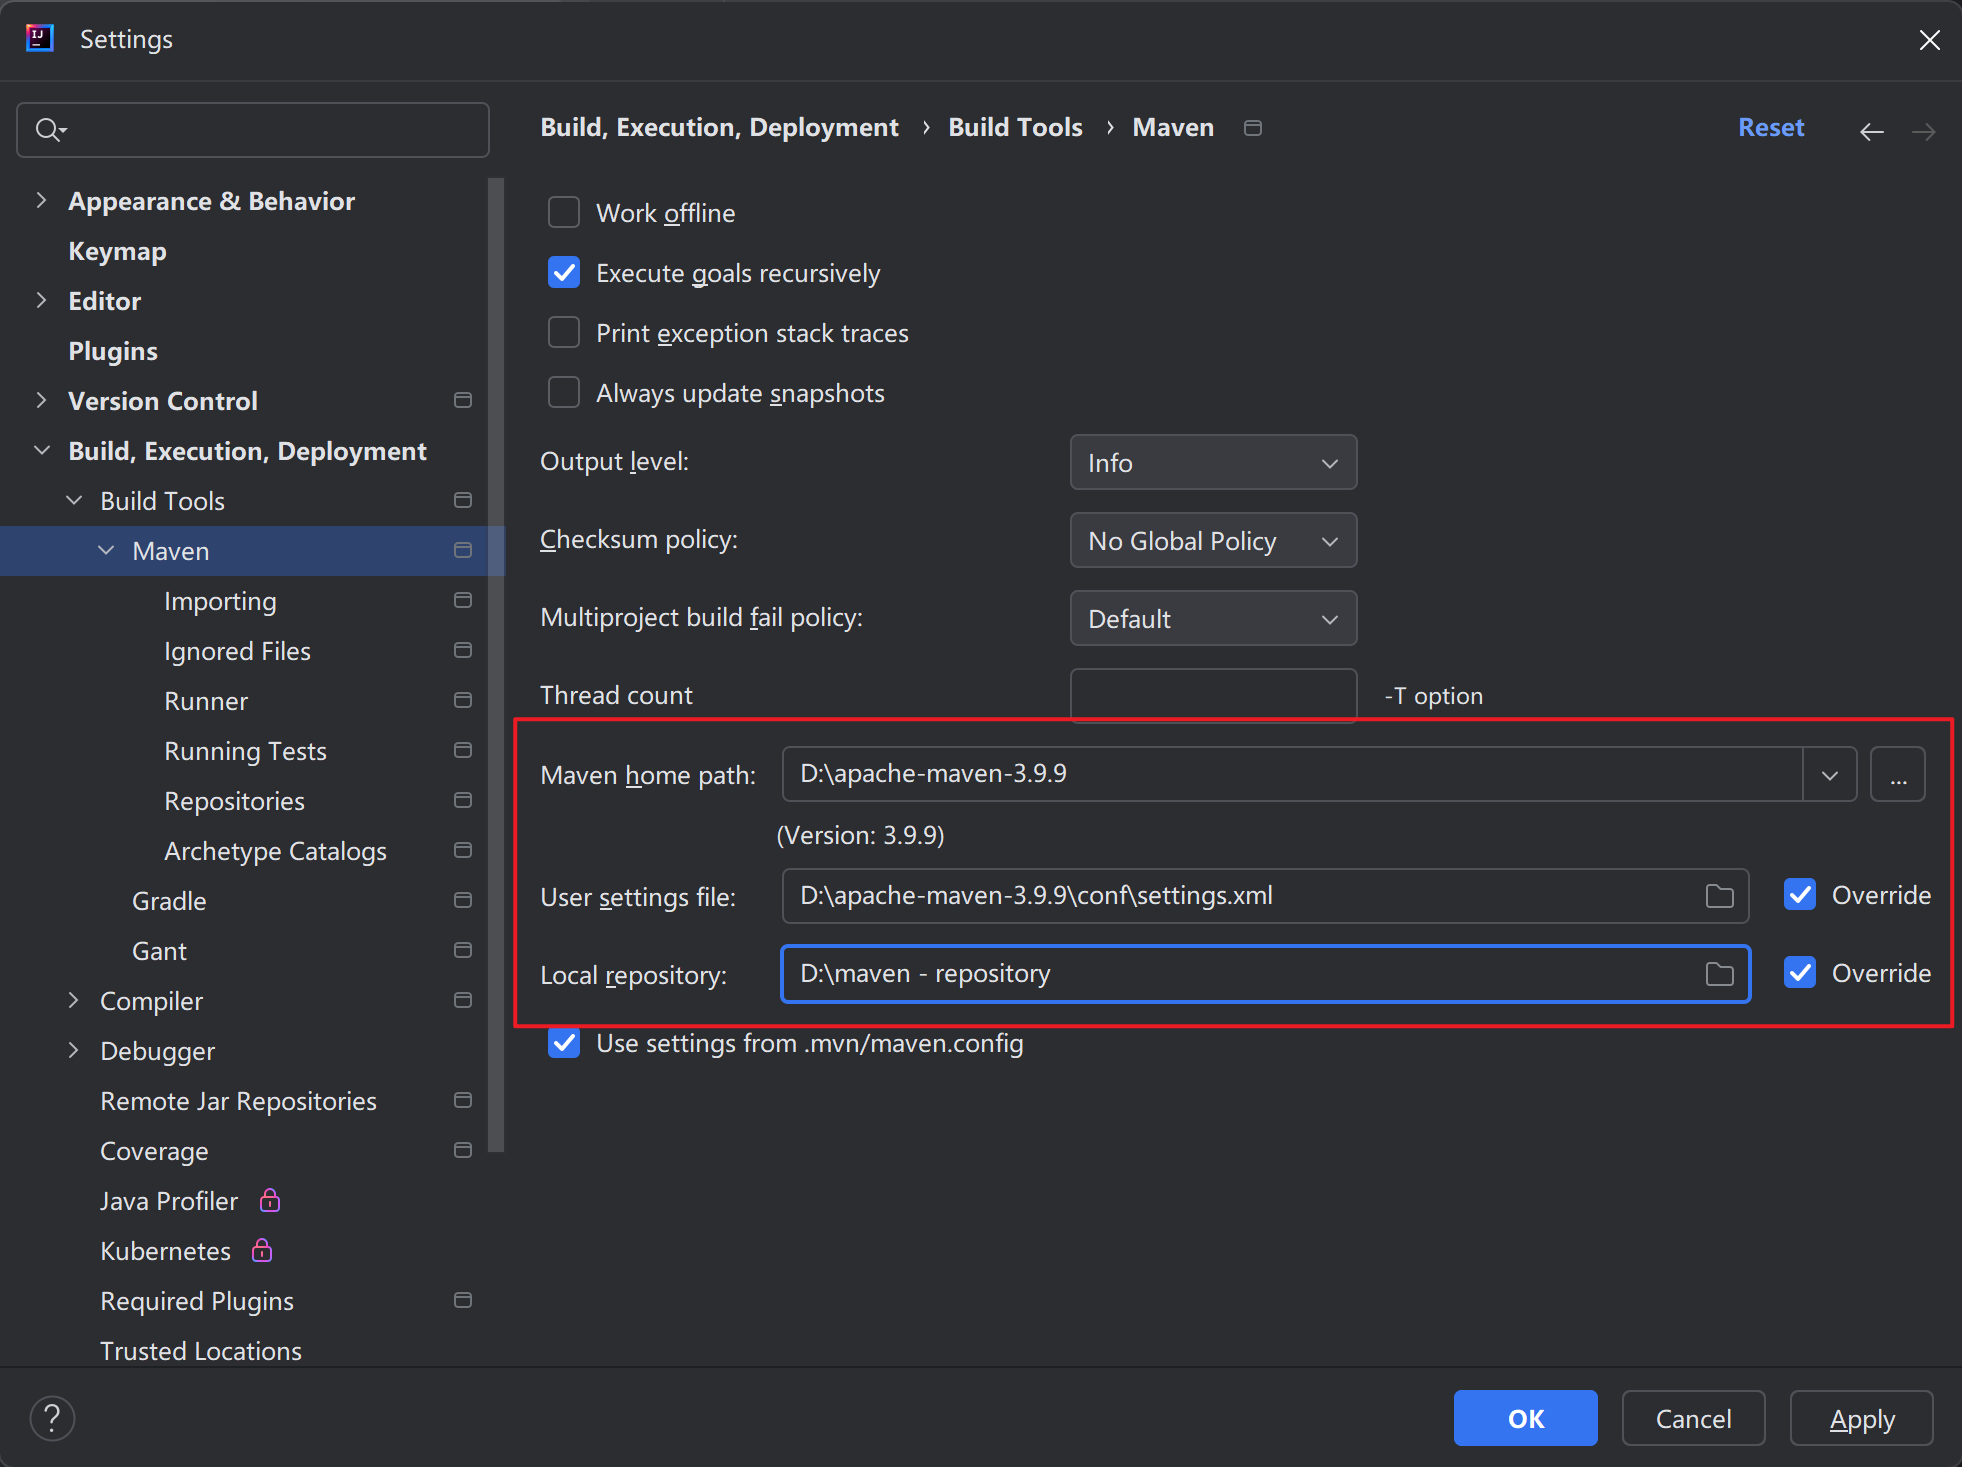 Settings
Build, Execution, Deployment › Build Tools › Maven
Reset
Appearance & Behavior
Keymap
Editor
Plugins
Version Control
Build, Execution, Deployment
Build Tools
Maven
Importing
Ignored Files
Runner
Running Tests
Repositories
Archetype Catalogs
Gradle
Gant
Compiler
Debugger
Remote Jar Repositories
Coverage
Java Profiler
Kubernetes
Required Plugins
Trusted Locations
Work offline
Execute goals recursively
Print exception stack traces
Always update snapshots
Output level: Info
Checksum policy: No Global Policy
Multiproject build fail policy: Default
Thread count -T option
Maven home path: D:\apache-maven-3.9.9 ...
(Version: 3.9.9)
User settings file: D:\apache-maven-3.9.9\conf\settings.xml Override
Local repository: D:\maven - repository Override
Use settings from .mvn/maven.config
? OK Cancel Apply